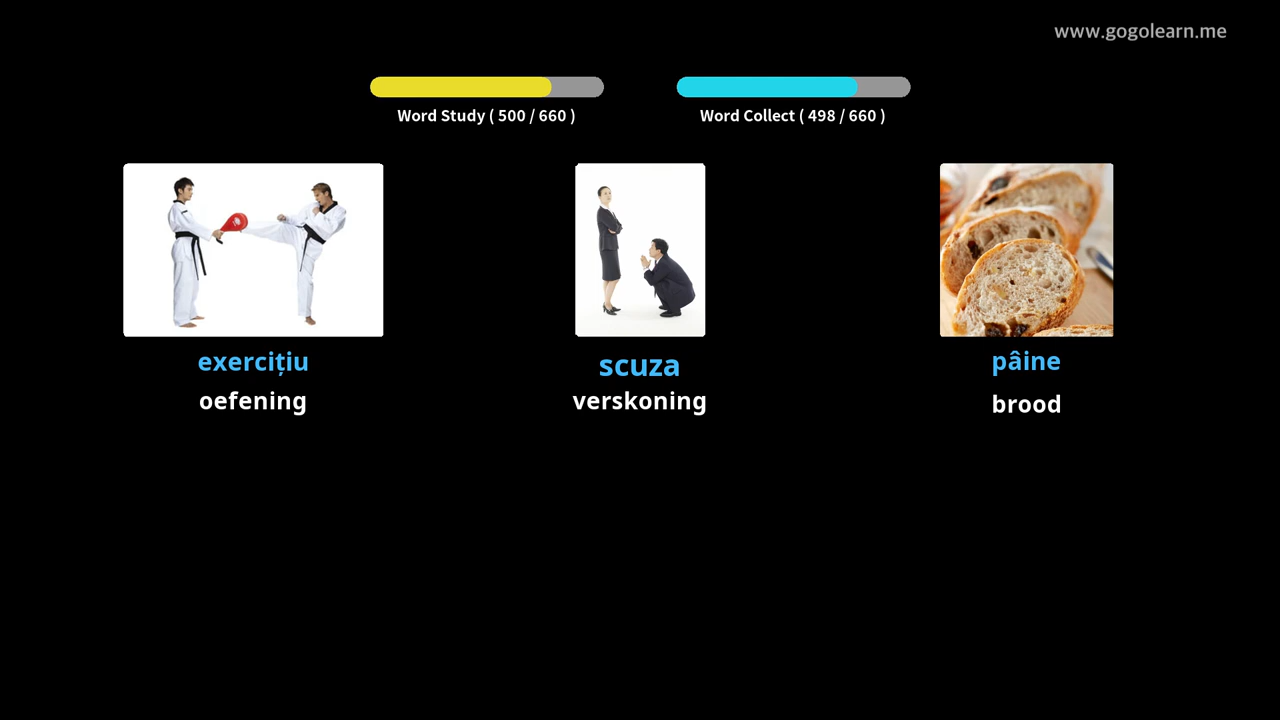 www.gogolearn.me
Word Study ( 500 / 660 )
Word Collect ( 498 / 660 )
exercițiu
oefening
scuza
verskoning
pâine
brood